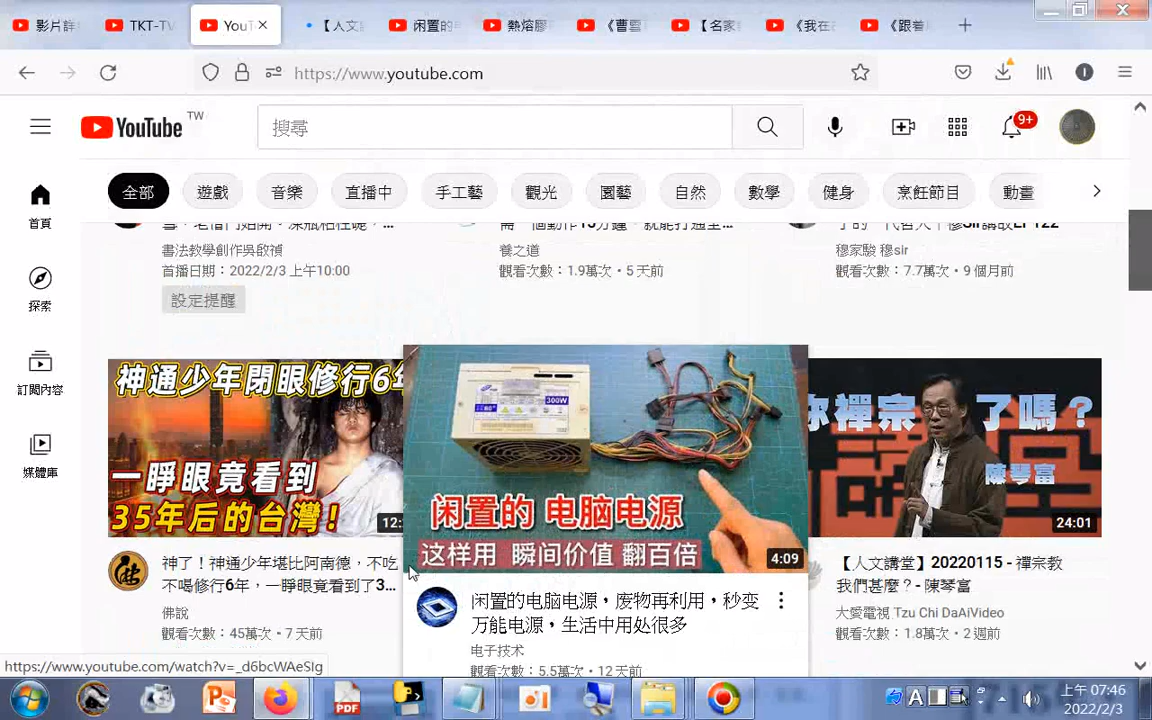 影片詳
TKT-TV
YouT
【人文
闲置的
熱熔膠
《曹雲
【名家
《我在
《跟着
https://www.youtube.com
YouTube TW
搜尋
9+
全部
遊戲
音樂
直播中
手工藝
觀光
園藝
自然
數學
健身
烹飪節目
動畫
首頁
探索
訂閱內容
媒體庫
書法教學創作吳啟禎
首播日期：2022/2/3 上午10:00
設定提醒
養之道
觀看次數：1.9萬次・5 天前
穆家駿 穆sir
觀看次數：7.7萬次・9 個月前
神通少年閉眼修行6年
一睜眼竟看到
35年后的台灣！
12:
神了！神通少年堪比阿南德，不吃
不喝修行6年，一睜眼竟看到了3...
佛說
觀看次數：45萬次・7 天前
300W
闲置的 电脑电源
这样用 瞬间价值 翻百倍
4:09
闲置的电脑电源，废物再利用，秒变
万能电源，生活中用处很多
电子技术
觀看次數：5.5萬次・12 天前
你禪宗 了嗎？
陳琴富
24:01
【人文講堂】20220115 - 禪宗教
我們甚麼？- 陳琴富
大愛電視 Tzu Chi DaAiVideo
觀看次數：1.8萬次・2 週前
https://www.youtube.com/watch?v=_d6bcWAeSIg
PDF
A
上午 07:46
2022/2/3